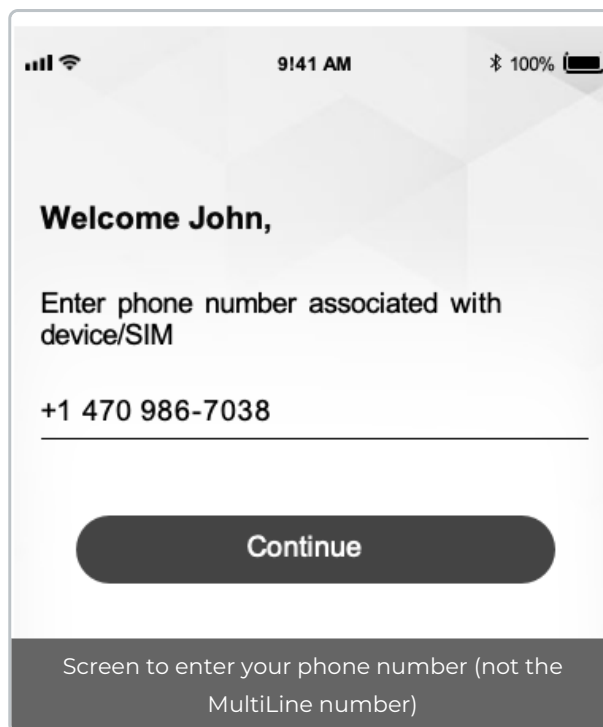 9:41 AM
100%
Welcome John,
Enter phone number associated with
device/SIM
+1 470 986-7038
Continue
Screen to enter your phone number (not the
MultiLine number)